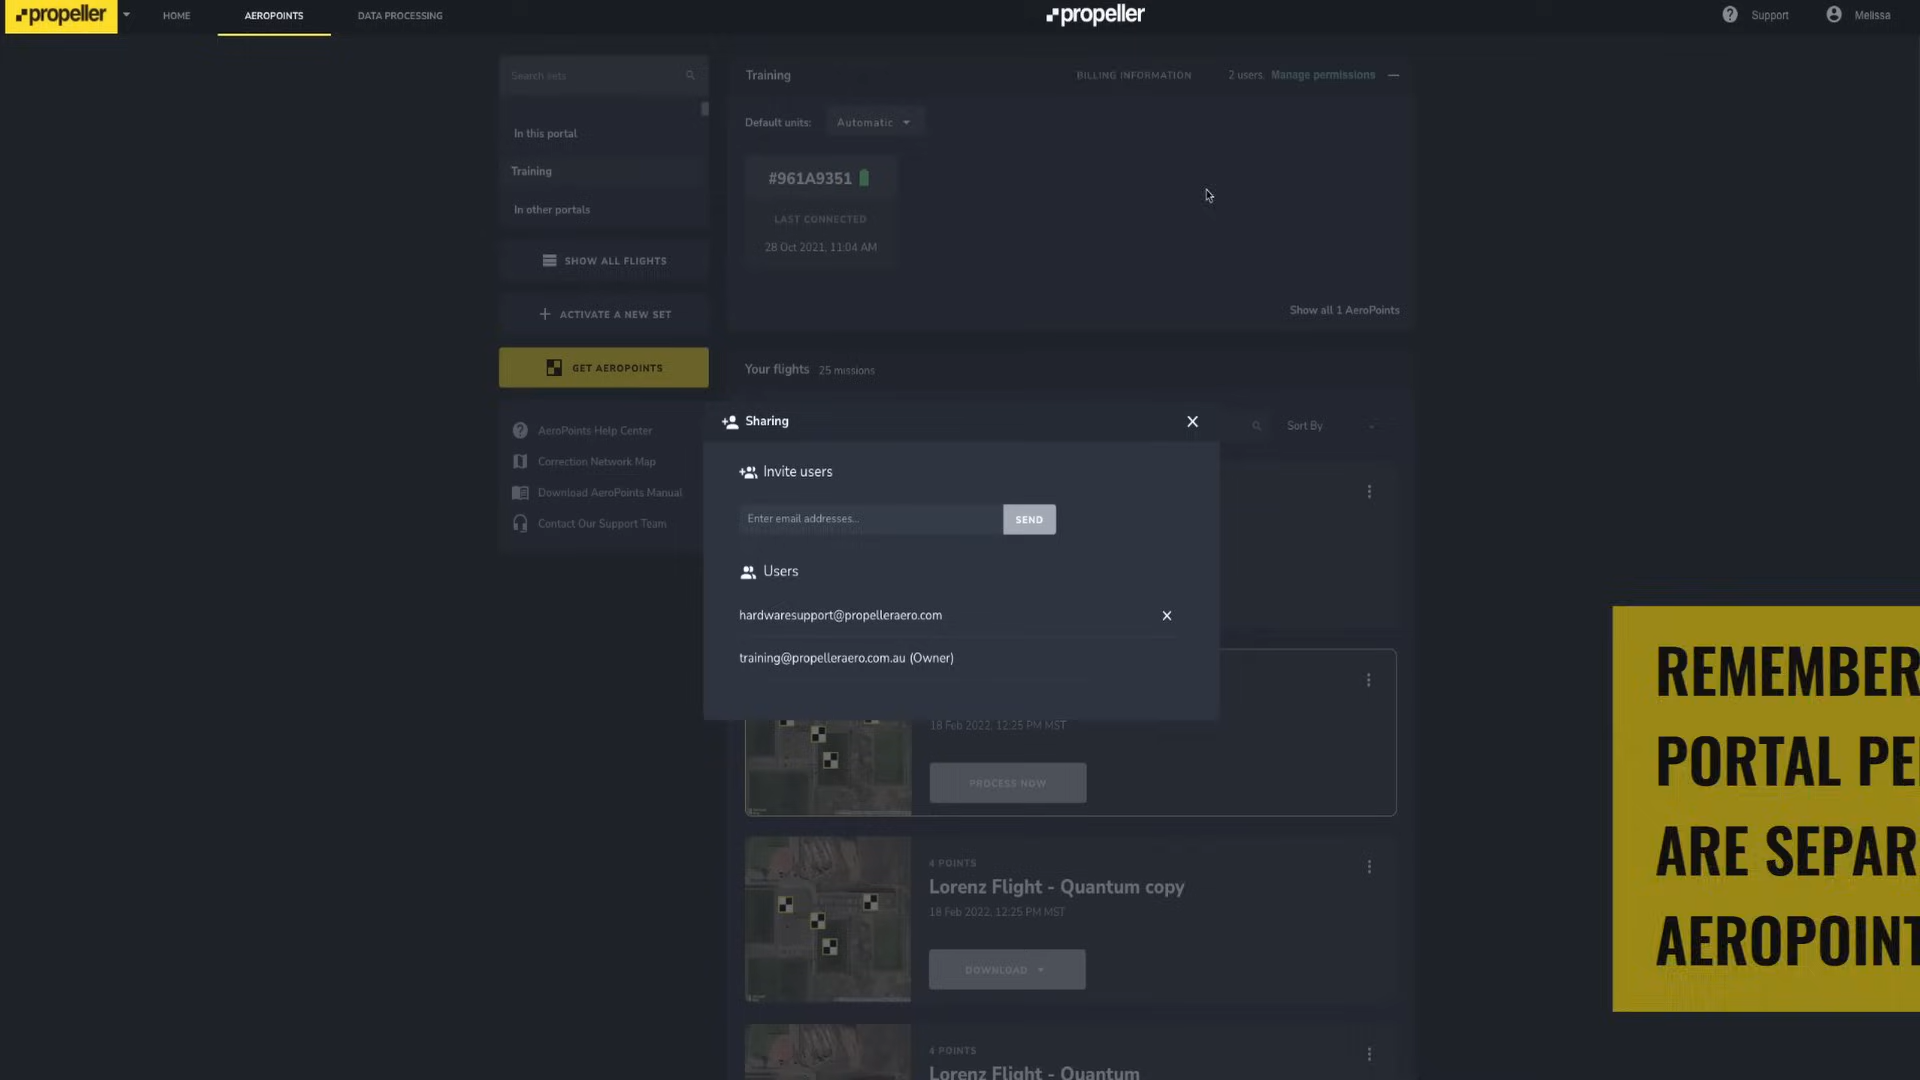 propeller
HOME
AEROPOINTS
DATA PROCESSING
propeller
Support
Melissa
Search sets
In this portal
Training
In other portals
SHOW ALL FLIGHTS
ACTIVATE A NEW SET
GET AEROPOINTS
AeroPoints Help Center
Correction Network Map
Download AeroPoints Manual
Contact Our Support Team
Training
BILLING INFORMATION
2 users. Manage permissions
Default units: Automatic
#961A9351
LAST CONNECTED
28 Oct 2021, 11:04 AM
Show all 1 AeroPoints
Your flights 25 missions
Sort By
Sharing
Invite users
Enter email addresses...
SEND
Users
hardwaresupport@propelleraero.com
training@propelleraero.com.au (Owner)
18 Feb 2022, 12:25 PM MST
PROCESS NOW
4 POINTS
Lorenz Flight - Quantum copy
18 Feb 2022, 12:25 PM MST
DOWNLOAD
4 POINTS
Lorenz Flight - Quantum
REMEMBER
PORTAL PE
ARE SEPAR
AEROPOINT